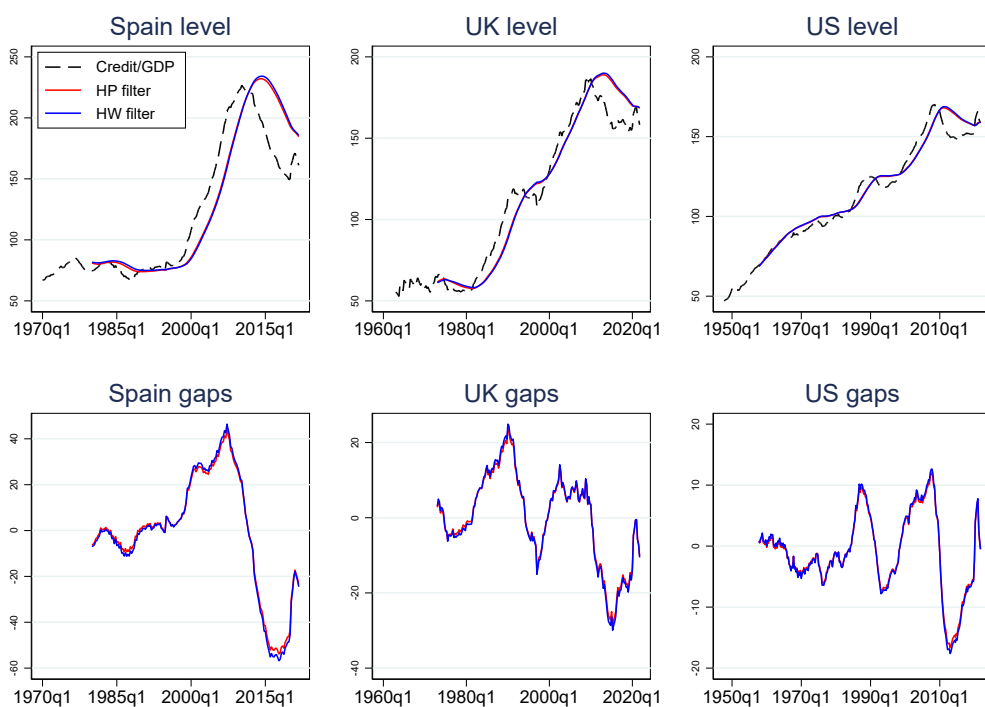 Spain level
UK level
US level
Credit/GDP
HP filter
HW filter
250
200
150
100
50
1970q1 1985q1 2000q1 2015q1
200
150
100
50
1960q1 1980q1 2000q1 2020q1
200
150
100
50
1950q1 1970q1 1990q1 2010q1
Spain gaps
UK gaps
US gaps
40
20
0
-20
-40
-60
1970q1 1985q1 2000q1 2015q1
20
0
-20
-40
1960q1 1980q1 2000q1 2020q1
20
10
0
-10
-20
1950q1 1970q1 1990q1 2010q1